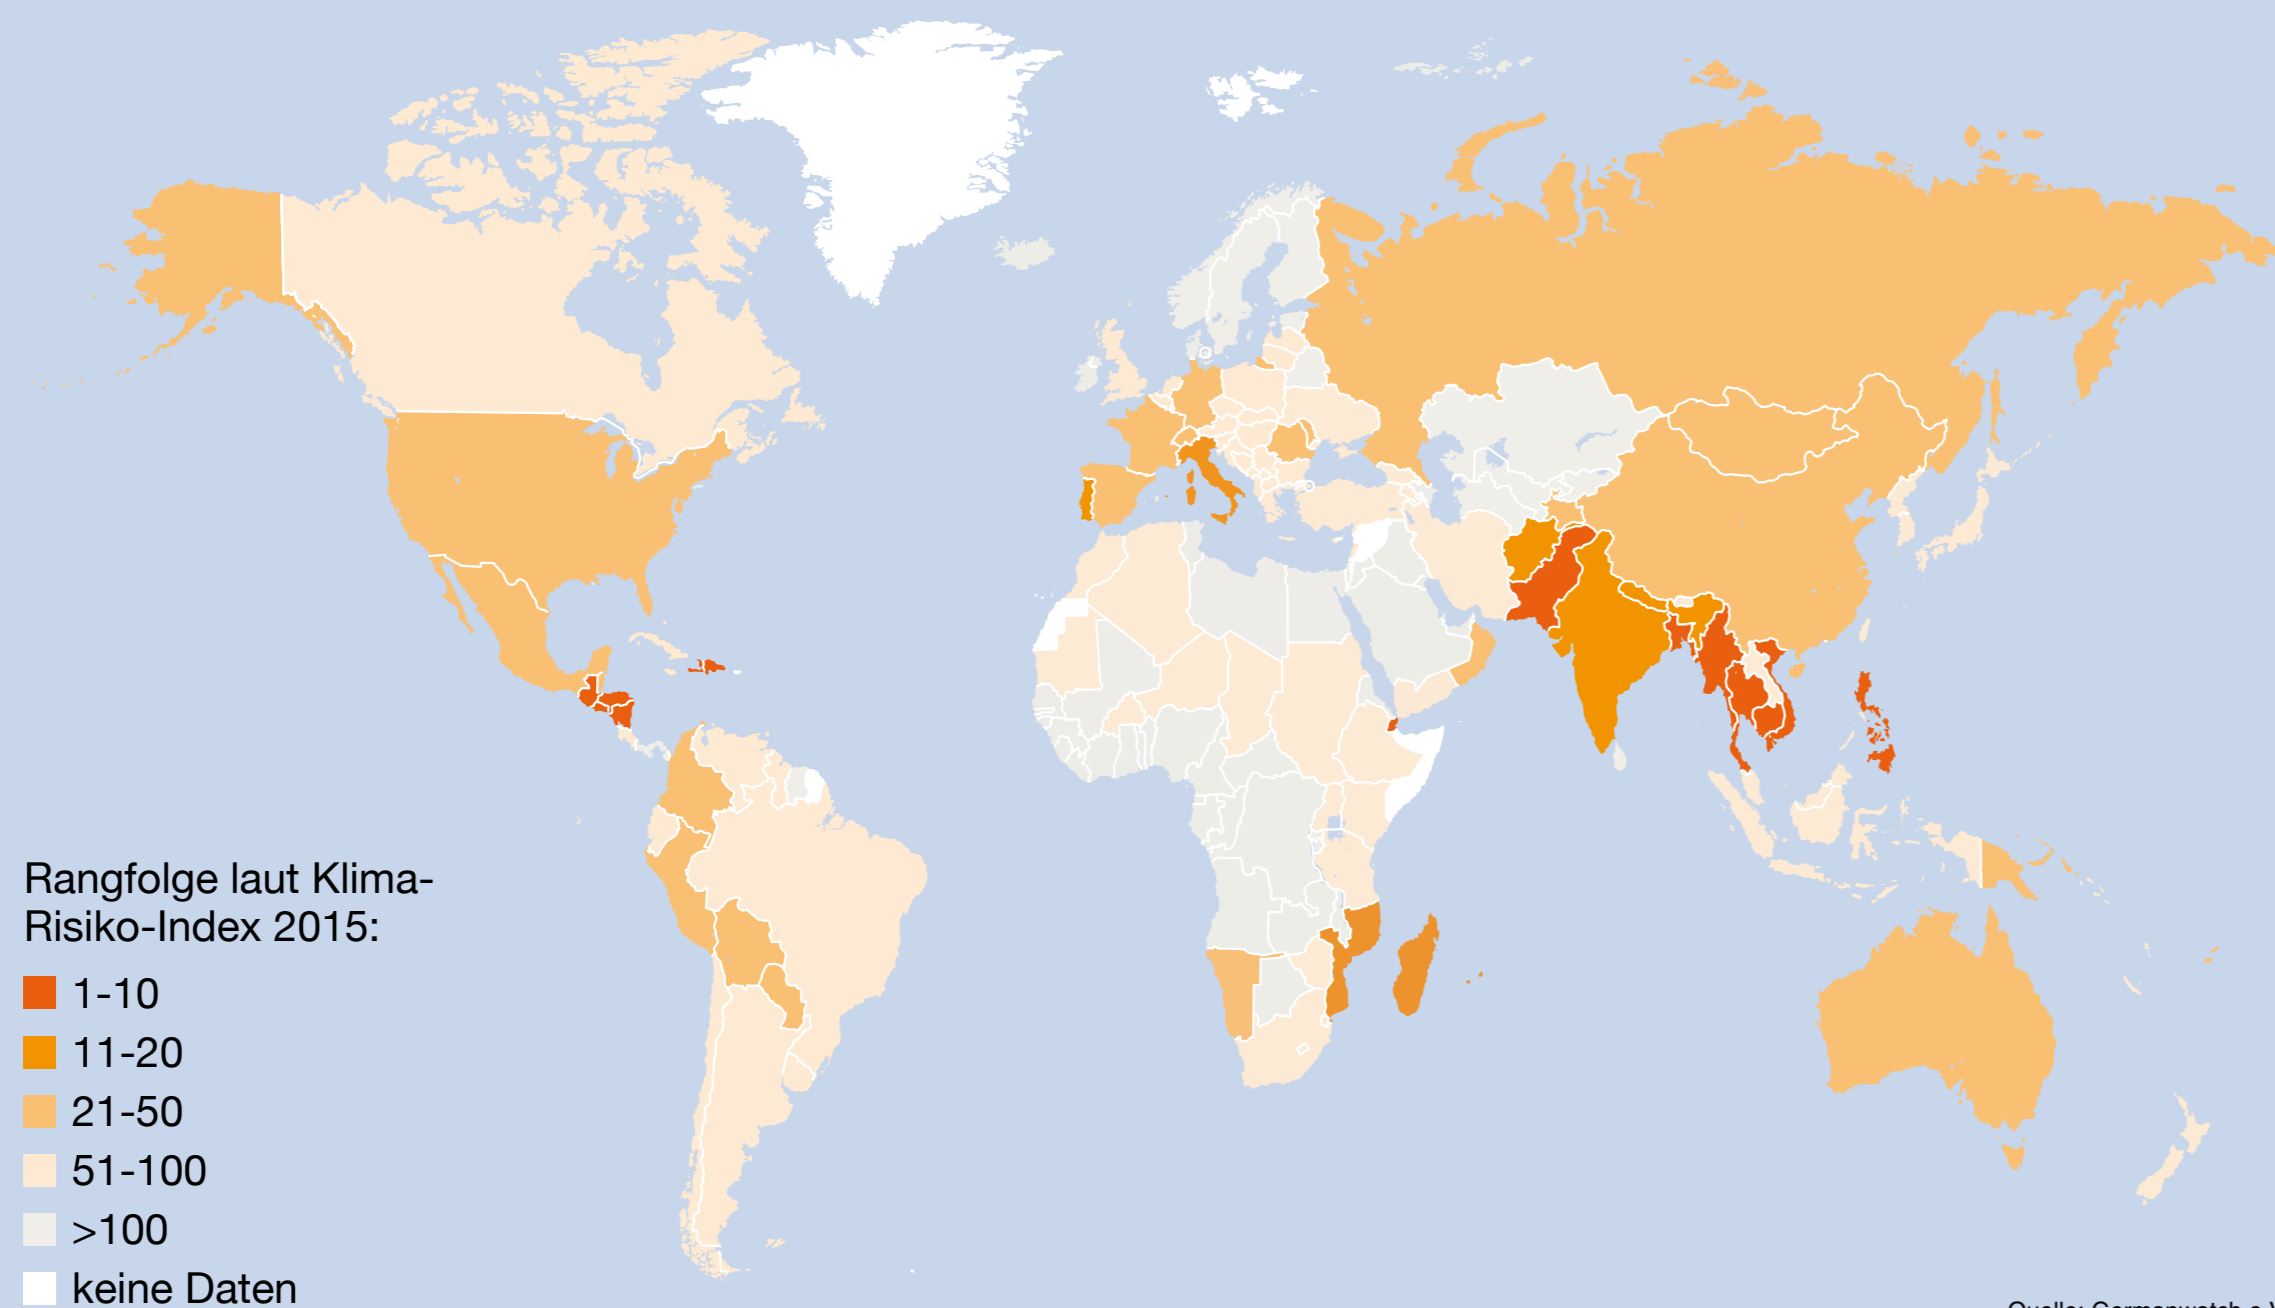 Rangfolge laut Klima-
Risiko-Index 2015:
1-10
11-20
21-50
51-100
>100
keine Daten